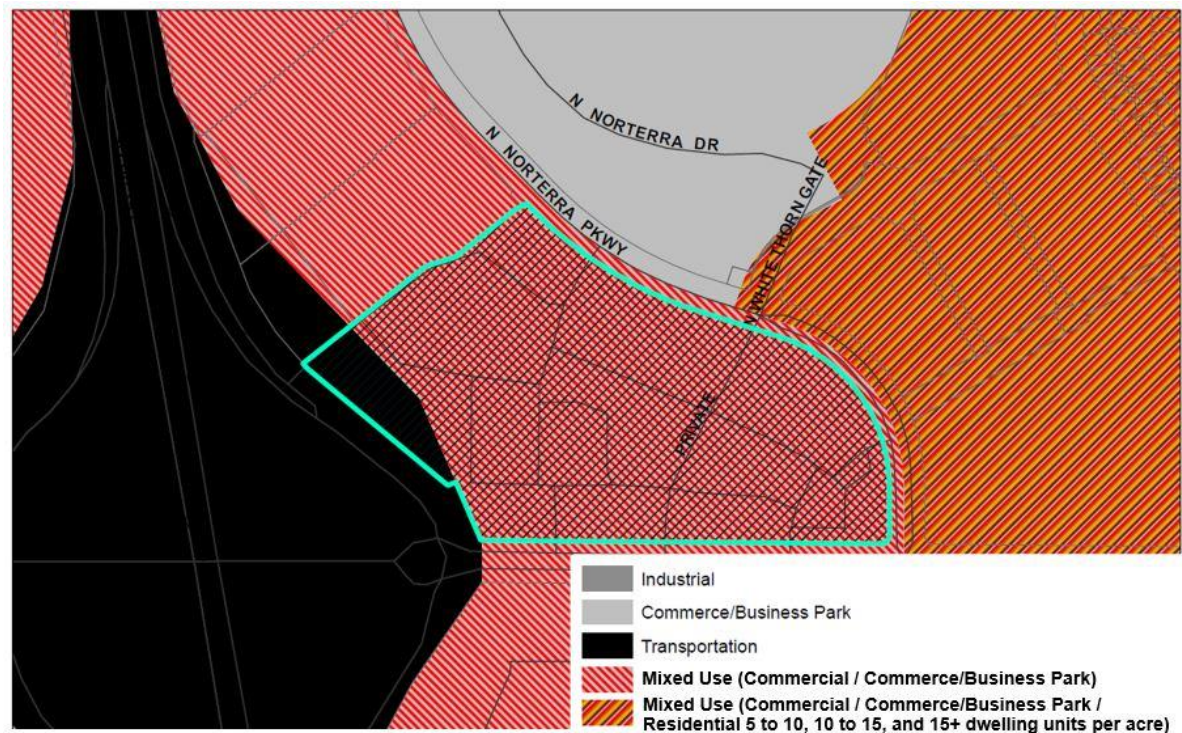 N NORTERRA DR
N NORTERRA PKWY
WHITE THORN GATE
PRIVATE
Industrial
Commerce/Business Park
Transportation
Mixed Use (Commercial / Commerce/Business Park)
Mixed Use (Commercial / Commerce/Business Park /
Residential 5 to 10, 10 to 15, and 15+ dwelling units per acre)